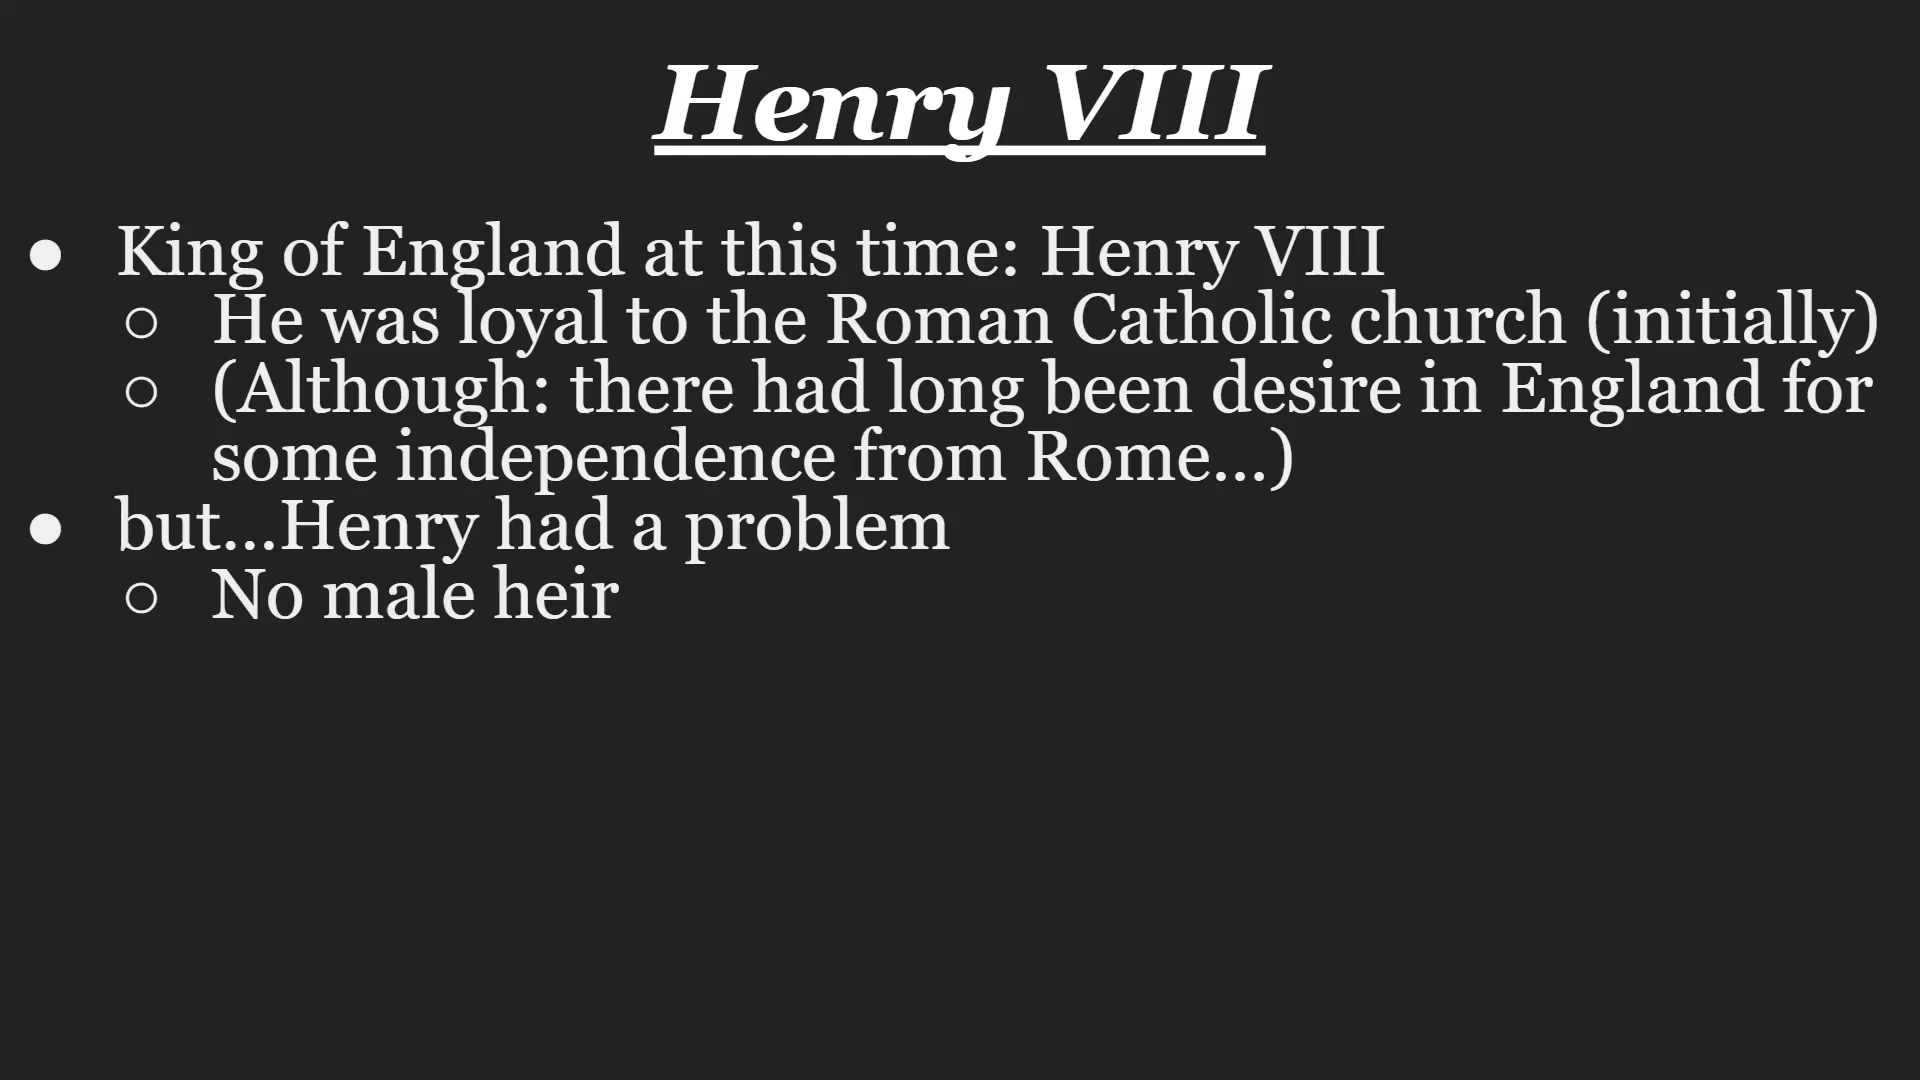 Henry VIII
● King of England at this time: Henry VIII
○ He was loyal to the Roman Catholic church (initially)
○ (Although: there had long been desire in England for
some independence from Rome...)
● but...Henry had a problem
○ No male heir